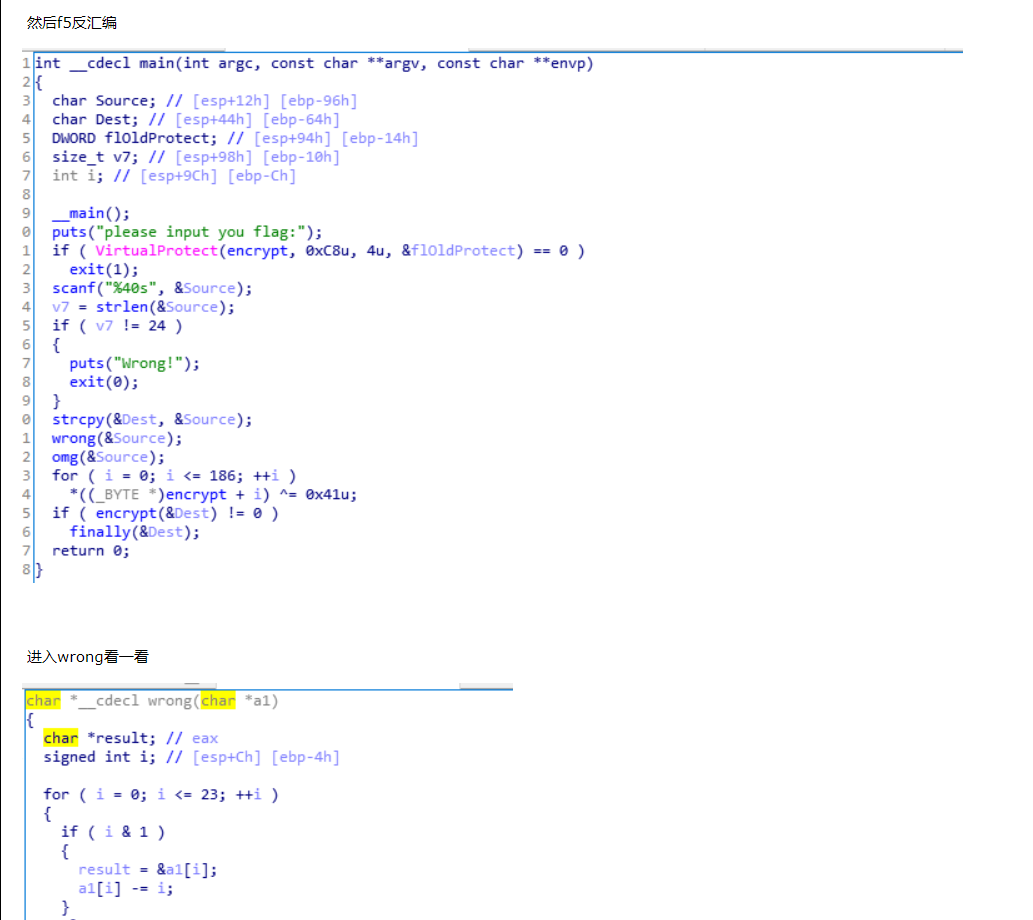 然后f5反汇编
1 int __cdecl main(int argc, const char **argv, const char **envp)
2 {
3 char Source; // [esp+12h] [ebp-96h]
4 char Dest; // [esp+44h] [ebp-64h]
5 DWORD flOldProtect; // [esp+94h] [ebp-14h]
6 size_t v7; // [esp+98h] [ebp-10h]
7 int i; // [esp+9Ch] [ebp-Ch]
8
9 __main();
0 puts("please input you flag:");
1 if ( VirtualProtect(encrypt, 0xC8u, 4u, &flOldProtect) == 0 )
2 exit(1);
3 scanf("%40s", &Source);
4 v7 = strlen(&Source);
5 if ( v7 != 24 )
6 {
7 puts("Wrong!");
8 exit(0);
9 }
0 strcpy(&Dest, &Source);
1 wrong(&Source);
2 omg(&Source);
3 for ( i = 0; i <= 186; ++i )
4 *((_BYTE *)encrypt + i) ^= 0x41u;
5 if ( encrypt(&Dest) != 0 )
6 finally(&Dest);
7 return 0;
8 }
进入wrong看一看
char *__cdecl wrong(char *a1)
{
char *result; // eax
signed int i; // [esp+Ch] [ebp-4h]
for ( i = 0; i <= 23; ++i )
{
if ( i & 1 )
{
result = &a1[i];
a1[i] -= i;
}